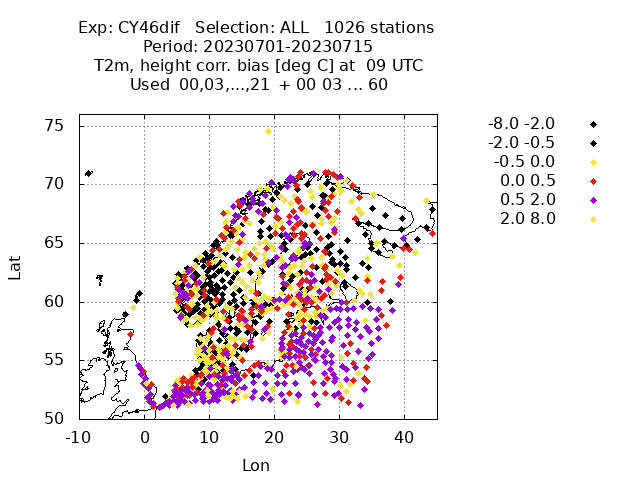 Exp: CY46dif   Selection: ALL   1026 stations
Period: 20230701-20230715
T2m, height corr. bias [deg C] at  09 UTC
Used  00,03,...,21  + 00 03 ... 60
-8.0 -2.0
-2.0 -0.5
-0.5 0.0
0.0 0.5
0.5 2.0
2.0 8.0
75
70
65
60
55
50
Lat
-10 0 10 20 30 40
Lon